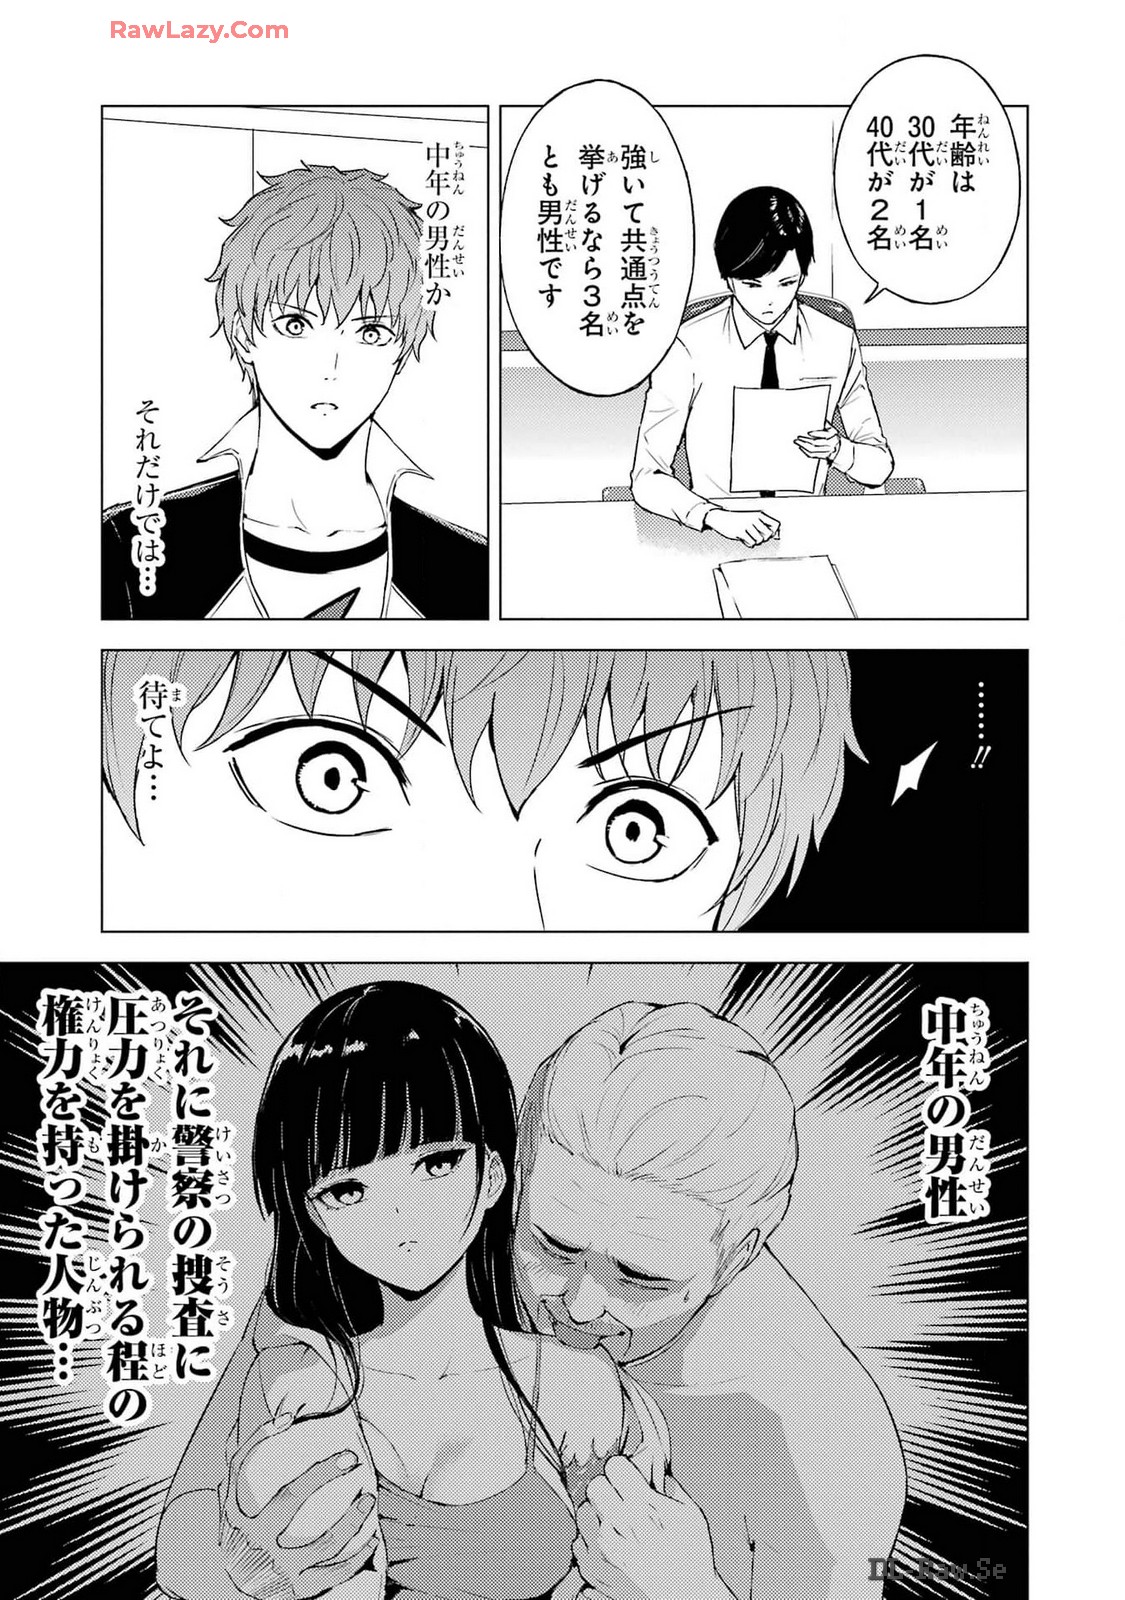 RawLazy.Com
年齢は
30代が1名
40代が2名
強いて共通点を
挙げるなら3名
とも男性です
中年の男性か
それだけでは…
……!!
待てよ…
中年の男性
それに警察の捜査に
圧力を掛けられる程の
権力を持った人物…
DL-Raw.Se